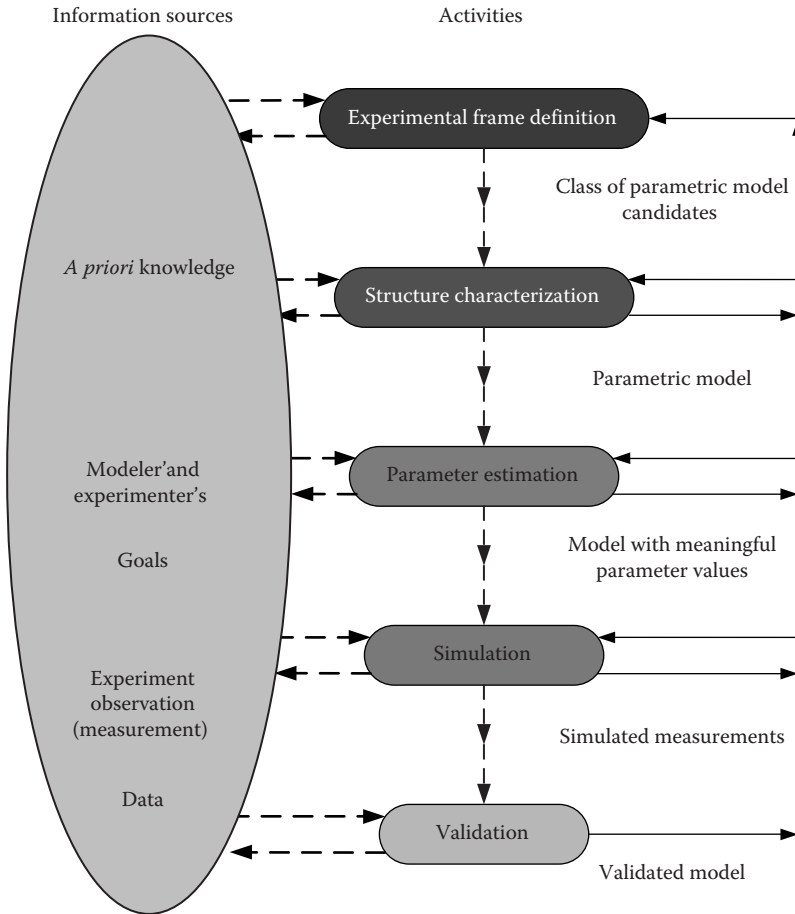 Information sources
Activities
Experimental frame definition
Class of parametric model
candidates
A priori knowledge
Structure characterization
Parametric model
Modeler'and
experimenter's
Parameter estimation
Goals
Model with meaningful
parameter values
Simulation
Experiment
observation
(measurement)
Simulated measurements
Data
Validation
Validated model